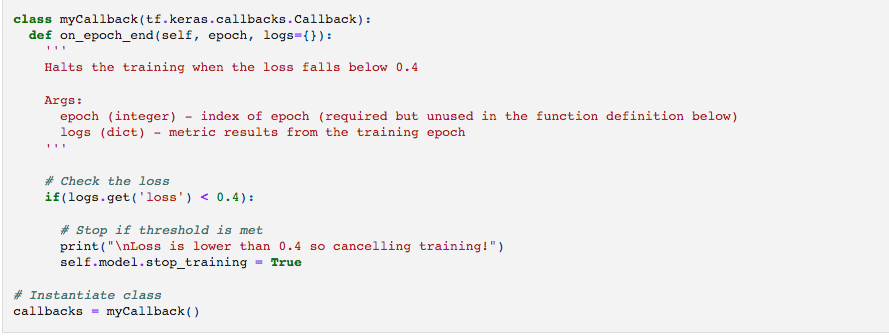 class myCallback(tf.keras.callbacks.Callback):
  def on_epoch_end(self, epoch, logs={}):
    '''
    Halts the training when the loss falls below 0.4

    Args:
      epoch (integer) - index of epoch (required but unused in the function definition below)
      logs (dict) - metric results from the training epoch
    '''

    # Check the loss
    if(logs.get('loss') < 0.4):

      # Stop if threshold is met
      print("\nLoss is lower than 0.4 so cancelling training!")
      self.model.stop_training = True

# Instantiate class
callbacks = myCallback()